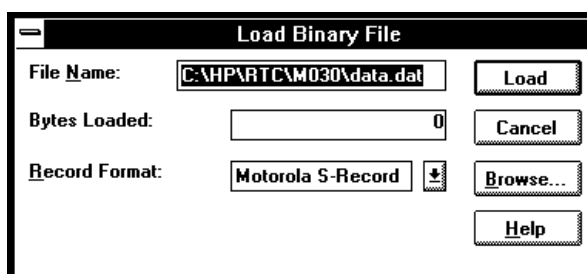 Load Binary File
File Name:
C:\HP\RTC\M030\data.dat
Load
Bytes Loaded:
0
Cancel
Record Format:
Motorola S-Record
Browse...
Help